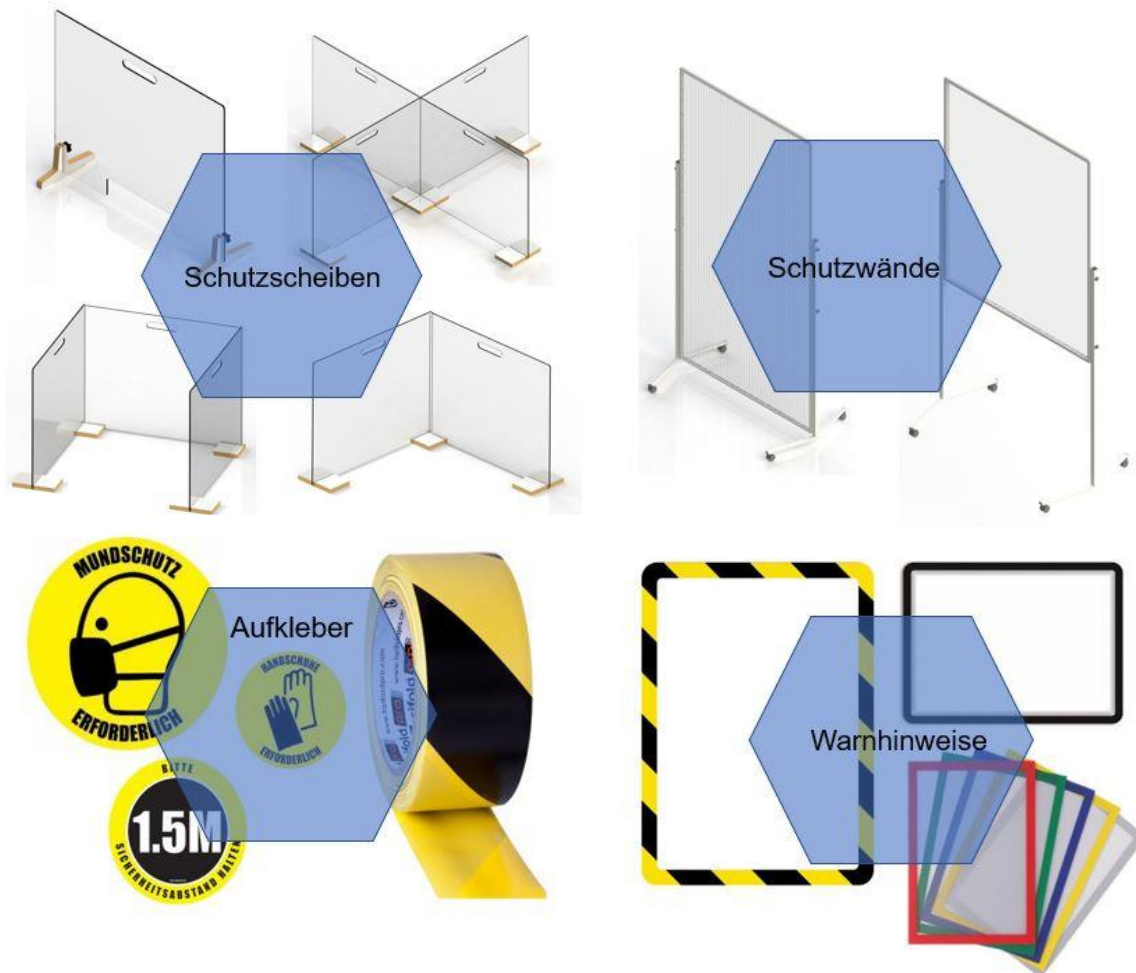 Schutzscheiben
Schutzwände
MUNDSCHUTZ
ERFORDERLICH
Aufkleber
HANDSCHUHE
ERFORDERLICH
BITTE
1.5M
SICHERHEITSABSTAND HALTEN
Warnhinweise